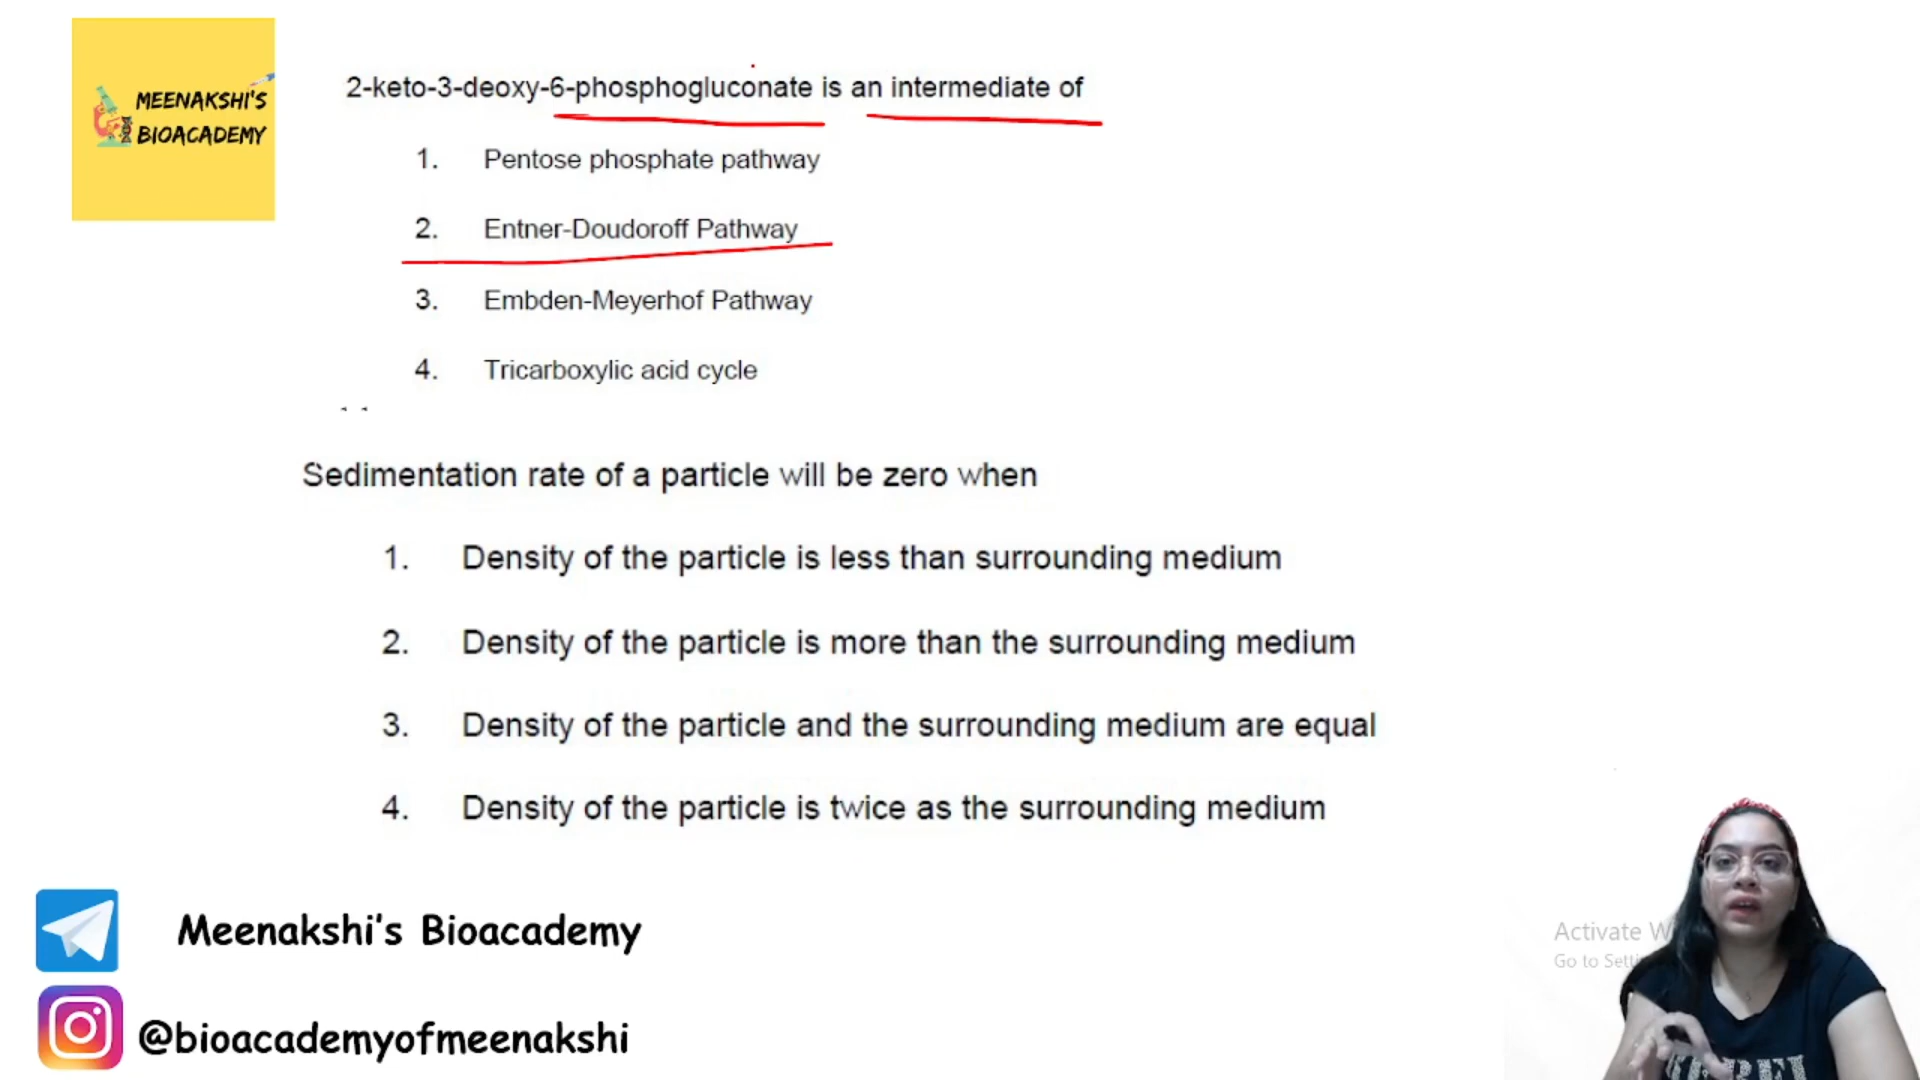 MEENAKSHI'S
BIOACADEMY
2-keto-3-deoxy-6-phosphogluconate is an intermediate of
1. Pentose phosphate pathway
2. Entner-Doudoroff Pathway
3. Embden-Meyerhof Pathway
4. Tricarboxylic acid cycle
Sedimentation rate of a particle will be zero when
1. Density of the particle is less than surrounding medium
2. Density of the particle is more than the surrounding medium
3. Density of the particle and the surrounding medium are equal
4. Density of the particle is twice as the surrounding medium
Meenakshi's Bioacademy
@bioacademyofmeenakshi
Activate
Go to